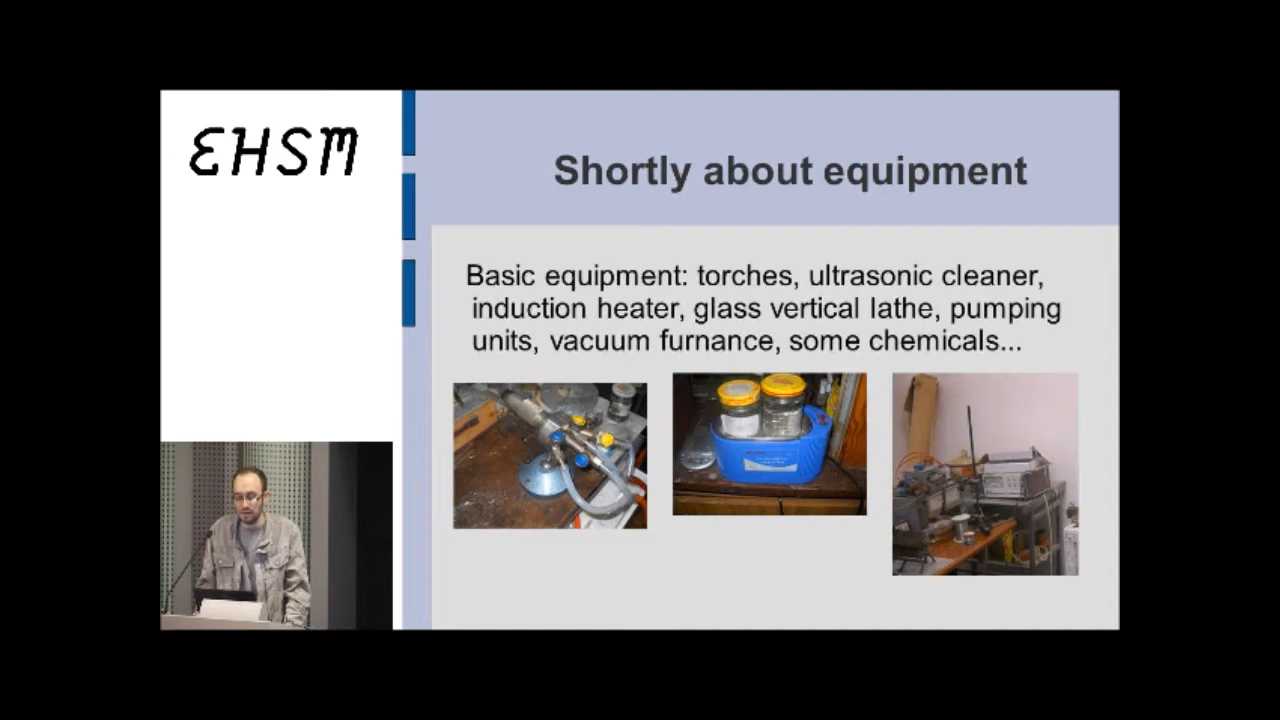 EHSM
Shortly about equipment
Basic equipment: torches, ultrasonic cleaner,
induction heater, glass vertical lathe, pumping
units, vacuum furnance, some chemicals...